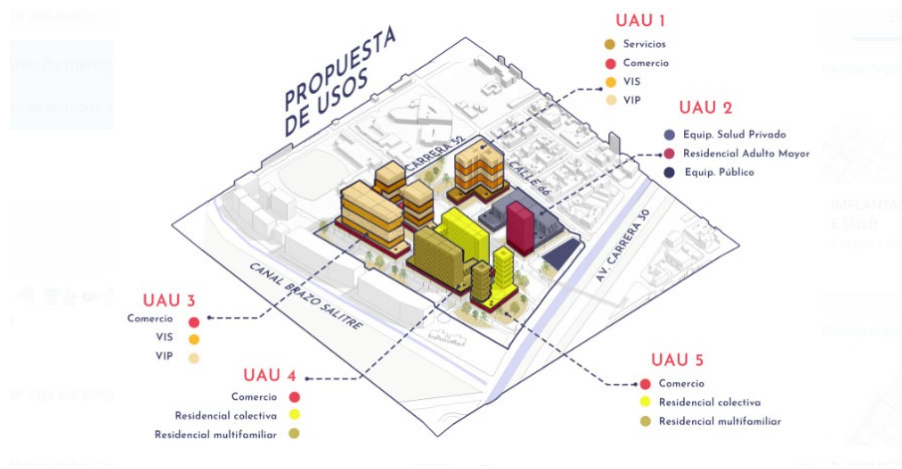 PROPUESTA
DE USOS
UAU 1
Servicios
Comercio
VIS
VIP
UAU 2
Equip. Salud Privado
Residencial Adulto Mayor
Equip. Público
CARRERA 32
CALLE 66
AV. CARRERA 30
CANAL BRAZO SALITRE
UAU 3
Comercio
VIS
VIP
UAU 4
Comercio
Residencial colectiva
Residencial multifamiliar
UAU 5
Comercio
Residencial colectiva
Residencial multifamiliar